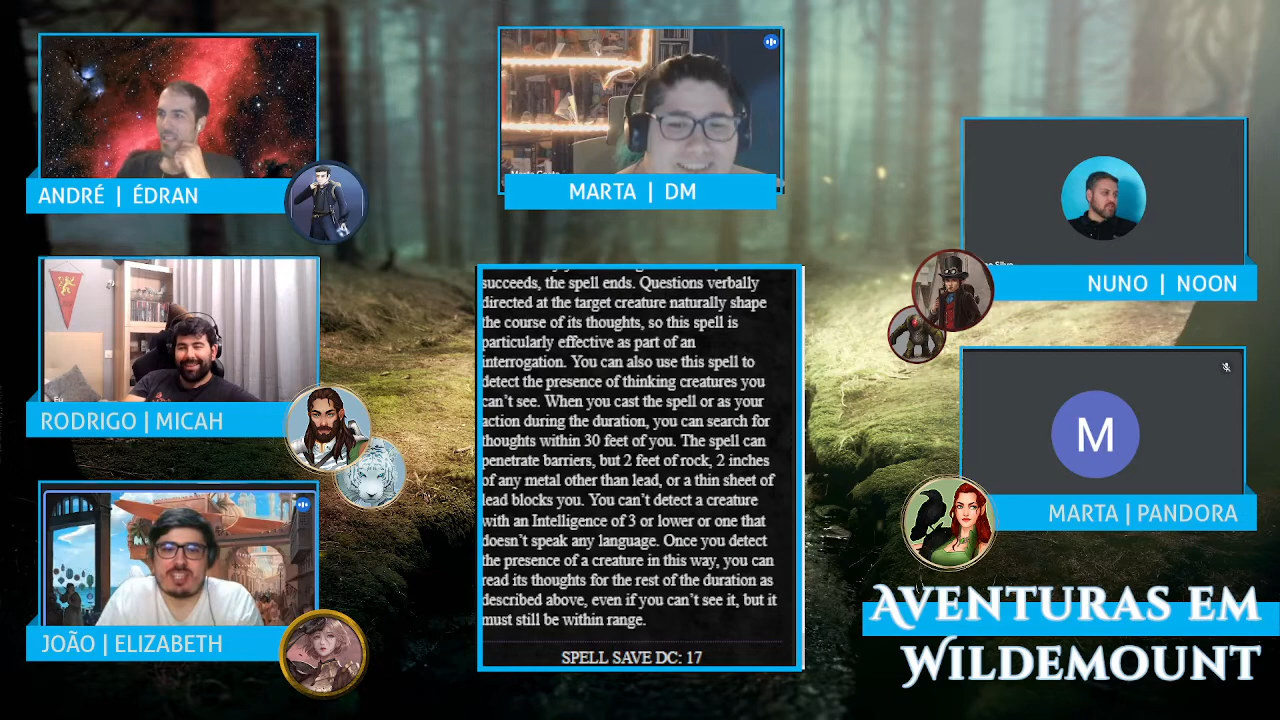 ANDRÉ | ÉDRAN
MARTA | DM
NUNO | NOON
RODRIGO | MICAH
Eu
M
MARTA | PANDORA
JOÃO | ELIZABETH
succeeds, the spell ends. Questions verbally
directed at the target creature naturally shape
the course of its thoughts, so this spell is
particularly effective as part of an
interrogation. You can also use this spell to
detect the presence of thinking creatures you
can't see. When you cast the spell or as your
action during the duration, you can search for
thoughts within 30 feet of you. The spell can
penetrate barriers, but 2 feet of rock, 2 inches
of any metal other than lead, or a thin sheet of
lead blocks you. You can't detect a creature
with an Intelligence of 3 or lower or one that
doesn't speak any language. Once you detect
the presence of a creature in this way, you can
read its thoughts for the rest of the duration as
described above, even if you can't see it, but it
must still be within range.
SPELL SAVE DC: 17
AVENTURAS EM
WILDEMOUNT